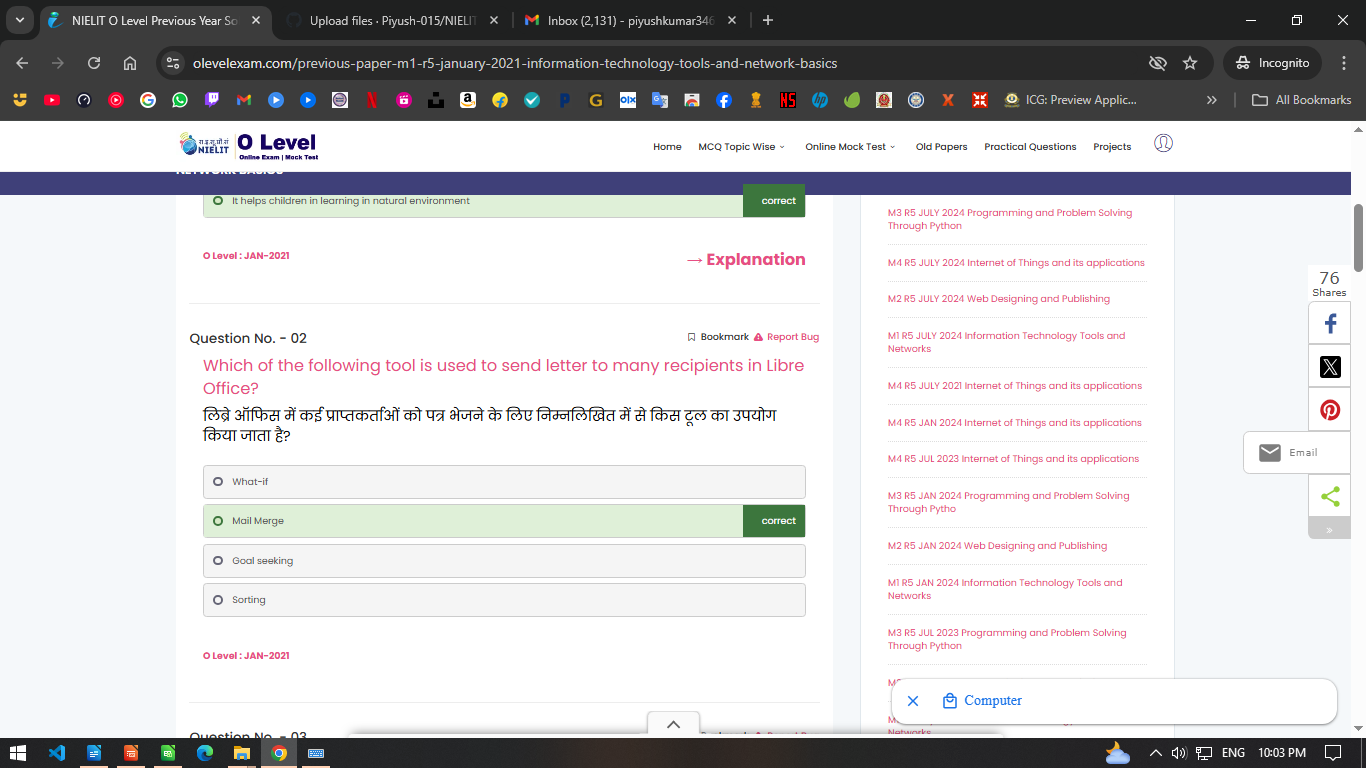 NIELIT O Level Previous Year So
Upload files · Piyush-015/NIELIT
Inbox (2,131) - piyushkumar346
olevelexam.com/previous-paper-m1-r5-january-2021-information-technology-tools-and-network-basics
Incognito
ICG: Preview Applic...
All Bookmarks
NIELIT
O Level
Online Exam | Mock Test
Home
MCQ Topic Wise
Online Mock Test
Old Papers
Practical Questions
Projects
NETWORK BASICS
It helps children in learning in natural environment
correct
O Level : JAN-2021
→ Explanation
Question No. - 02
Bookmark
Report Bug
Which of the following tool is used to send letter to many recipients in Libre
Office?
लिब्रे ऑफिस में कई प्राप्तकर्ताओं को पत्र भेजने के लिए निम्नलिखित में से किस टूल का उपयोग
किया जाता है?
What-if
Mail Merge
correct
Goal seeking
Sorting
O Level : JAN-2021
Question No. - 03
M3 R5 JULY 2024 Programming and Problem Solving
Through Python
M4 R5 JULY 2024 Internet of Things and its applications
M2 R5 JULY 2024 Web Designing and Publishing
M1 R5 JULY 2024 Information Technology Tools and
Networks
M4 R5 JULY 2021 Internet of Things and its applications
M4 R5 JAN 2024 Internet of Things and its applications
M4 R5 JUL 2023 Internet of Things and its applications
M3 R5 JAN 2024 Programming and Problem Solving
Through Pytho
M2 R5 JAN 2024 Web Designing and Publishing
M1 R5 JAN 2024 Information Technology Tools and
Networks
M3 R5 JUL 2023 Programming and Problem Solving
Through Python
Networks
76
Shares
Email
Computer
ENG
10:03 PM